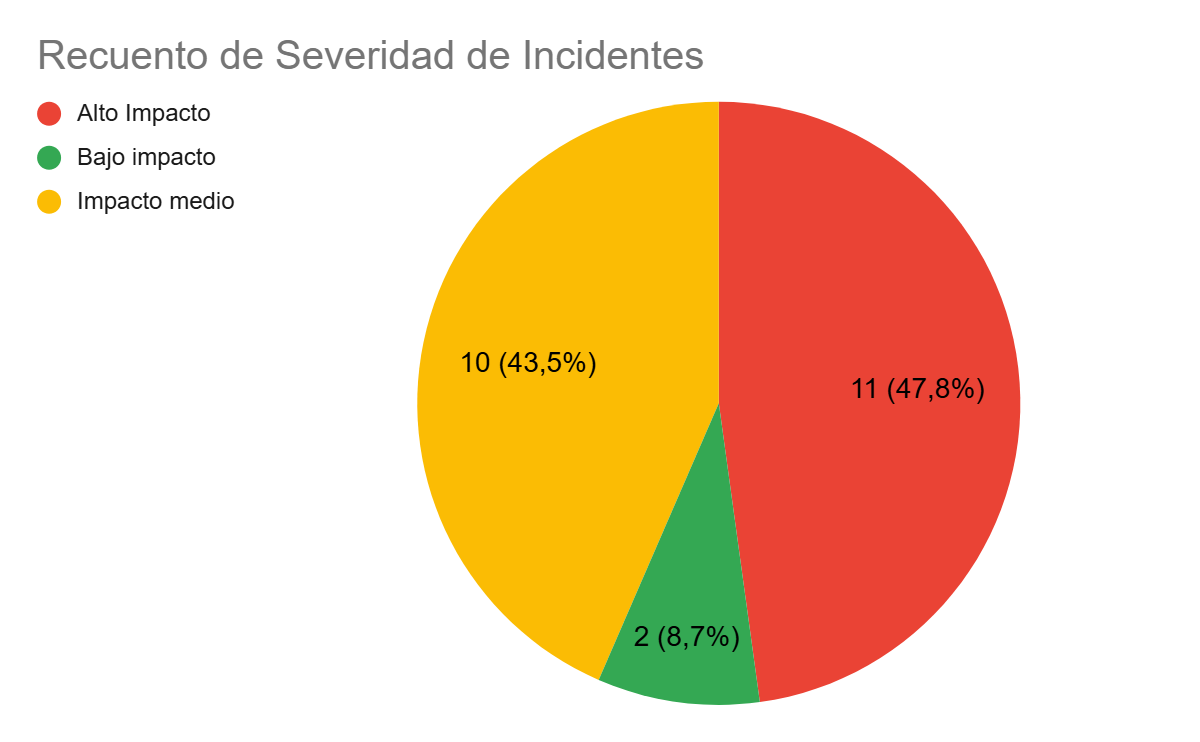 Recuento de Severidad de Incidentes
Alto Impacto
Bajo impacto
Impacto medio
10 (43,5%)
11 (47,8%)
2 (8,7%)